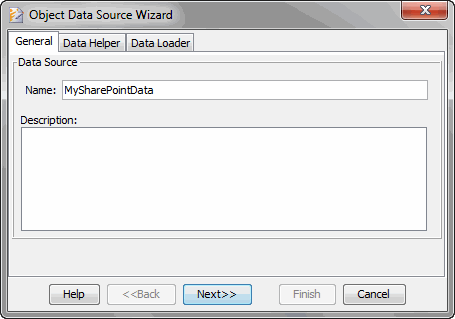 Object Data Source Wizard
General Data Helper Data Loader
Data Source
Name: MySharePointData
Description:
Help <<Back Next>> Finish Cancel